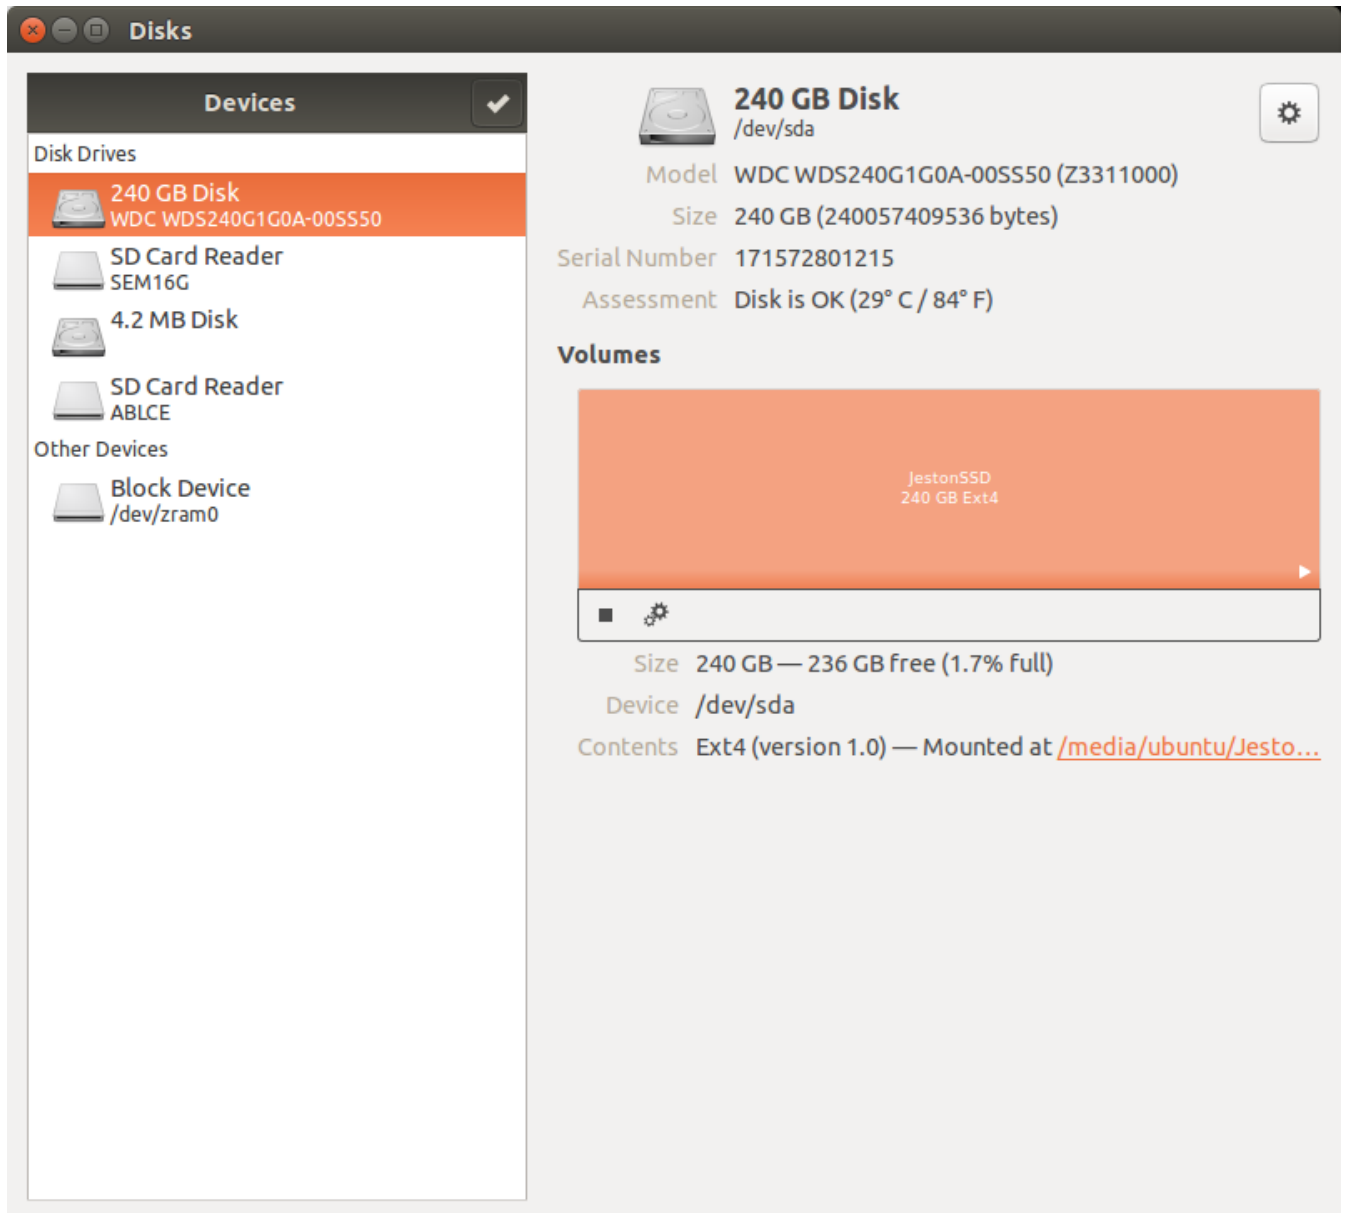 Disks
Devices
Disk Drives
240 GB Disk
WDC WDS240G1G0A-00SS50
SD Card Reader
SEM16G
4.2 MB Disk
SD Card Reader
ABLCE
Other Devices
Block Device
/dev/zram0
240 GB Disk
/dev/sda
Model WDC WDS240G1G0A-00SS50 (Z3311000)
Size 240 GB (240057409536 bytes)
Serial Number 171572801215
Assessment Disk is OK (29° C / 84° F)
Volumes
JestonSSD
240 GB Ext4
Size 240 GB — 236 GB free (1.7% full)
Device /dev/sda
Contents Ext4 (version 1.0) — Mounted at /media/ubuntu/Jesto...